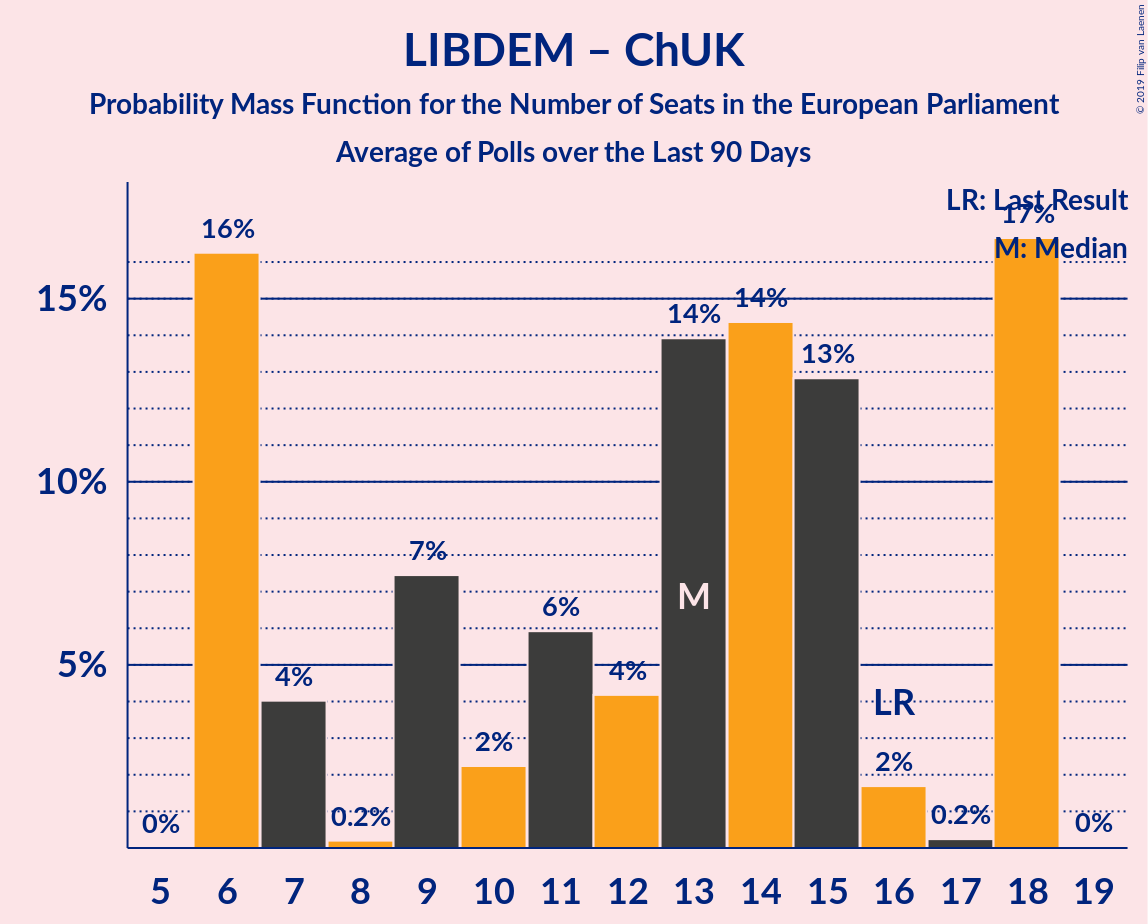 LIBDEM – ChUK
Probability Mass Function for the Number of Seats in the European Parliament
Average of Polls over the Last 90 Days
© 2019 Filip van Laenen
LR: Last Result
M: Median
15%
10%
5%
0%
16%
4%
0.2%
7%
2%
6%
4%
14%
14%
13%
2%
0.2%
17%
0%
M
LR
5 6 7 8 9 10 11 12 13 14 15 16 17 18 19